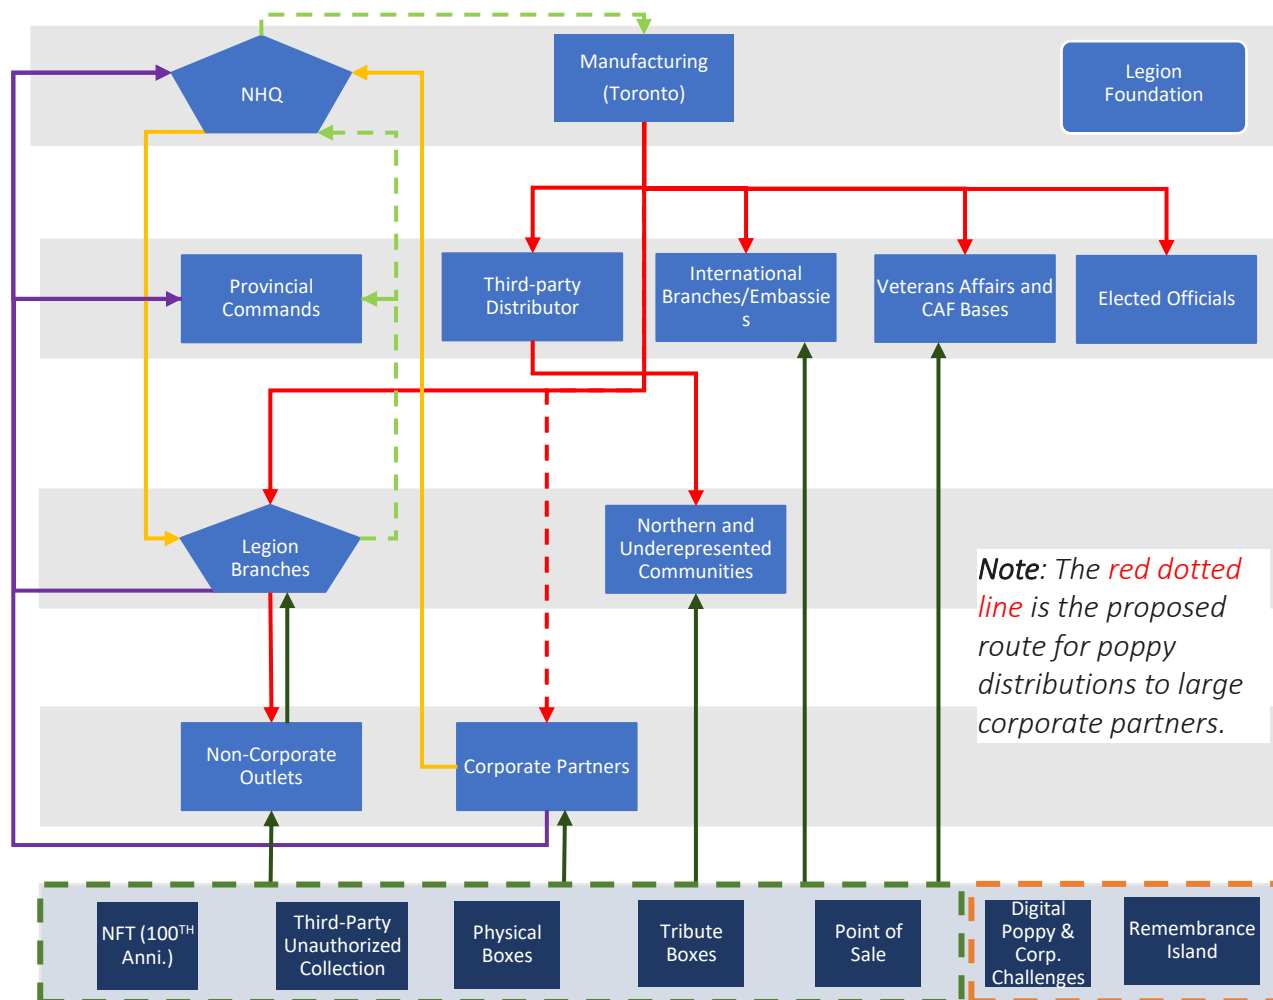 NHQ
Manufacturing
(Toronto)
Legion
Foundation
Provincial
Commands
Third-party
Distributor
International
Branches/Embassie
s
Veterans Affairs and
CAF Bases
Elected Officials
Legion
Branches
Northern and
Underepresented
Communities
Note: The red dotted
line is the proposed
route for poppy
distributions to large
corporate partners.
Non-Corporate
Outlets
Corporate Partners
NFT (100TH
Anni.)
Third-Party
Unauthorized
Collection
Physical
Boxes
Tribute
Boxes
Point of
Sale
Digital
Poppy &
Corp.
Challenges
Remembrance
Island